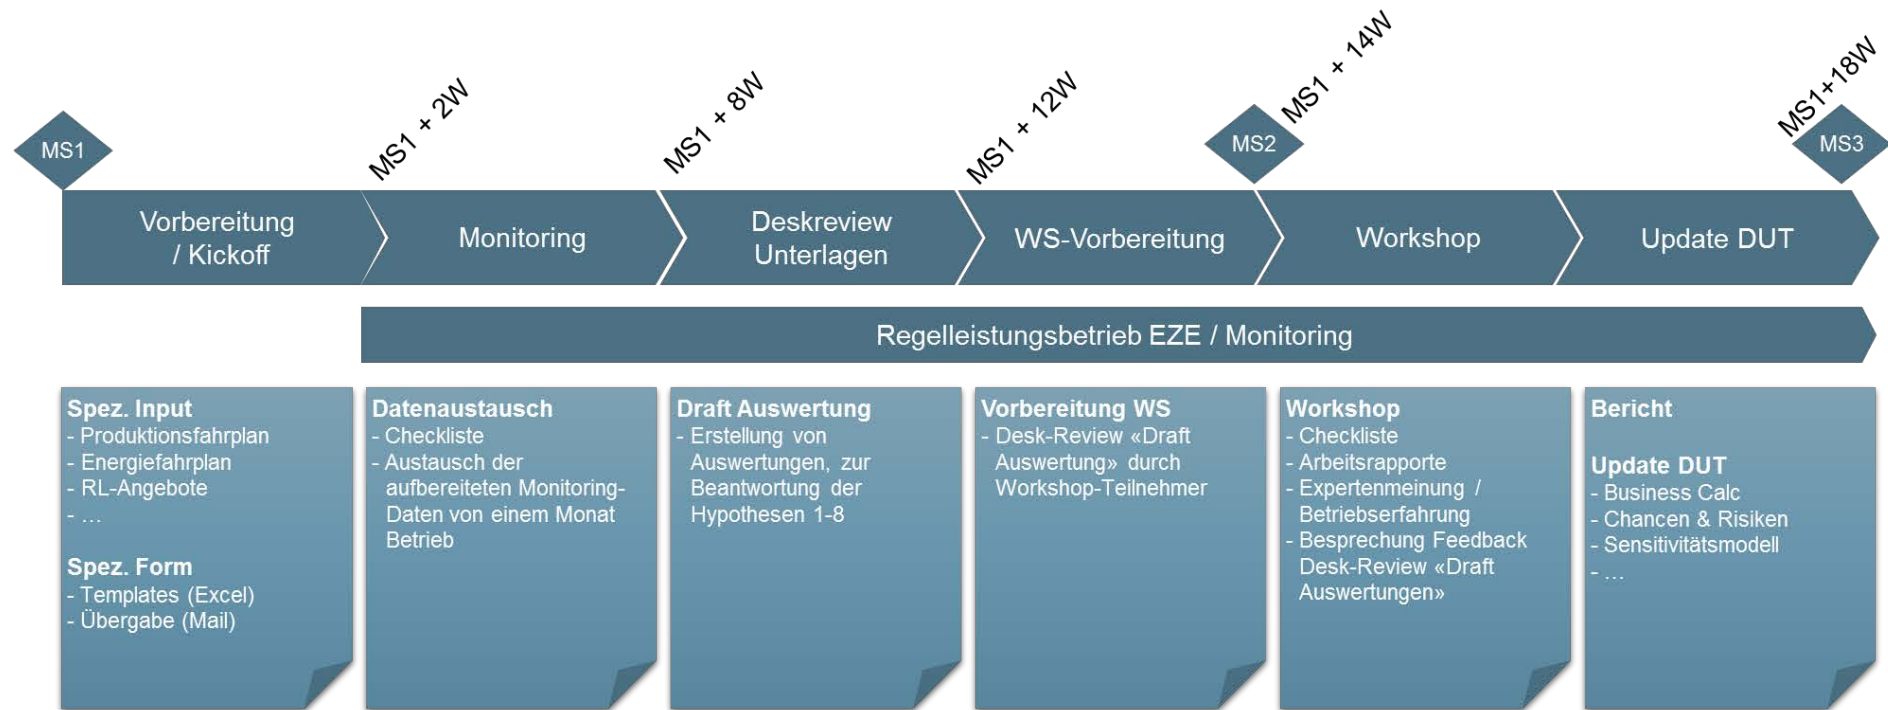 MS1
MS1 + 2W
MS1 + 8W
MS1 + 12W
MS2
MS1 + 14W
MS1+18W
MS3
Vorbereitung
/ Kickoff
Monitoring
Deskreview
Unterlagen
WS-Vorbereitung
Workshop
Update DUT
Regelleistungsbetrieb EZE / Monitoring
Spez. Input
- Produktionsfahrplan
- Energiefahrplan
- RL-Angebote
- ...
Spez. Form
- Templates (Excel)
- Übergabe (Mail)
Datenaustausch
- Checkliste
- Austausch der
aufbereiteten Monitoring-
Daten von einem Monat
Betrieb
Draft Auswertung
- Erstellung von
Auswertungen, zur
Beantwortung der
Hypothesen 1-8
Vorbereitung WS
- Desk-Review «Draft
Auswertung» durch
Workshop-Teilnehmer
Workshop
- Checkliste
- Arbeitsrapporte
- Expertenmeinung /
Betriebserfahrung
- Besprechung Feedback
Desk-Review «Draft
Auswertungen»
Bericht
Update DUT
- Business Calc
- Chancen & Risiken
- Sensitivitätsmodell
- ...